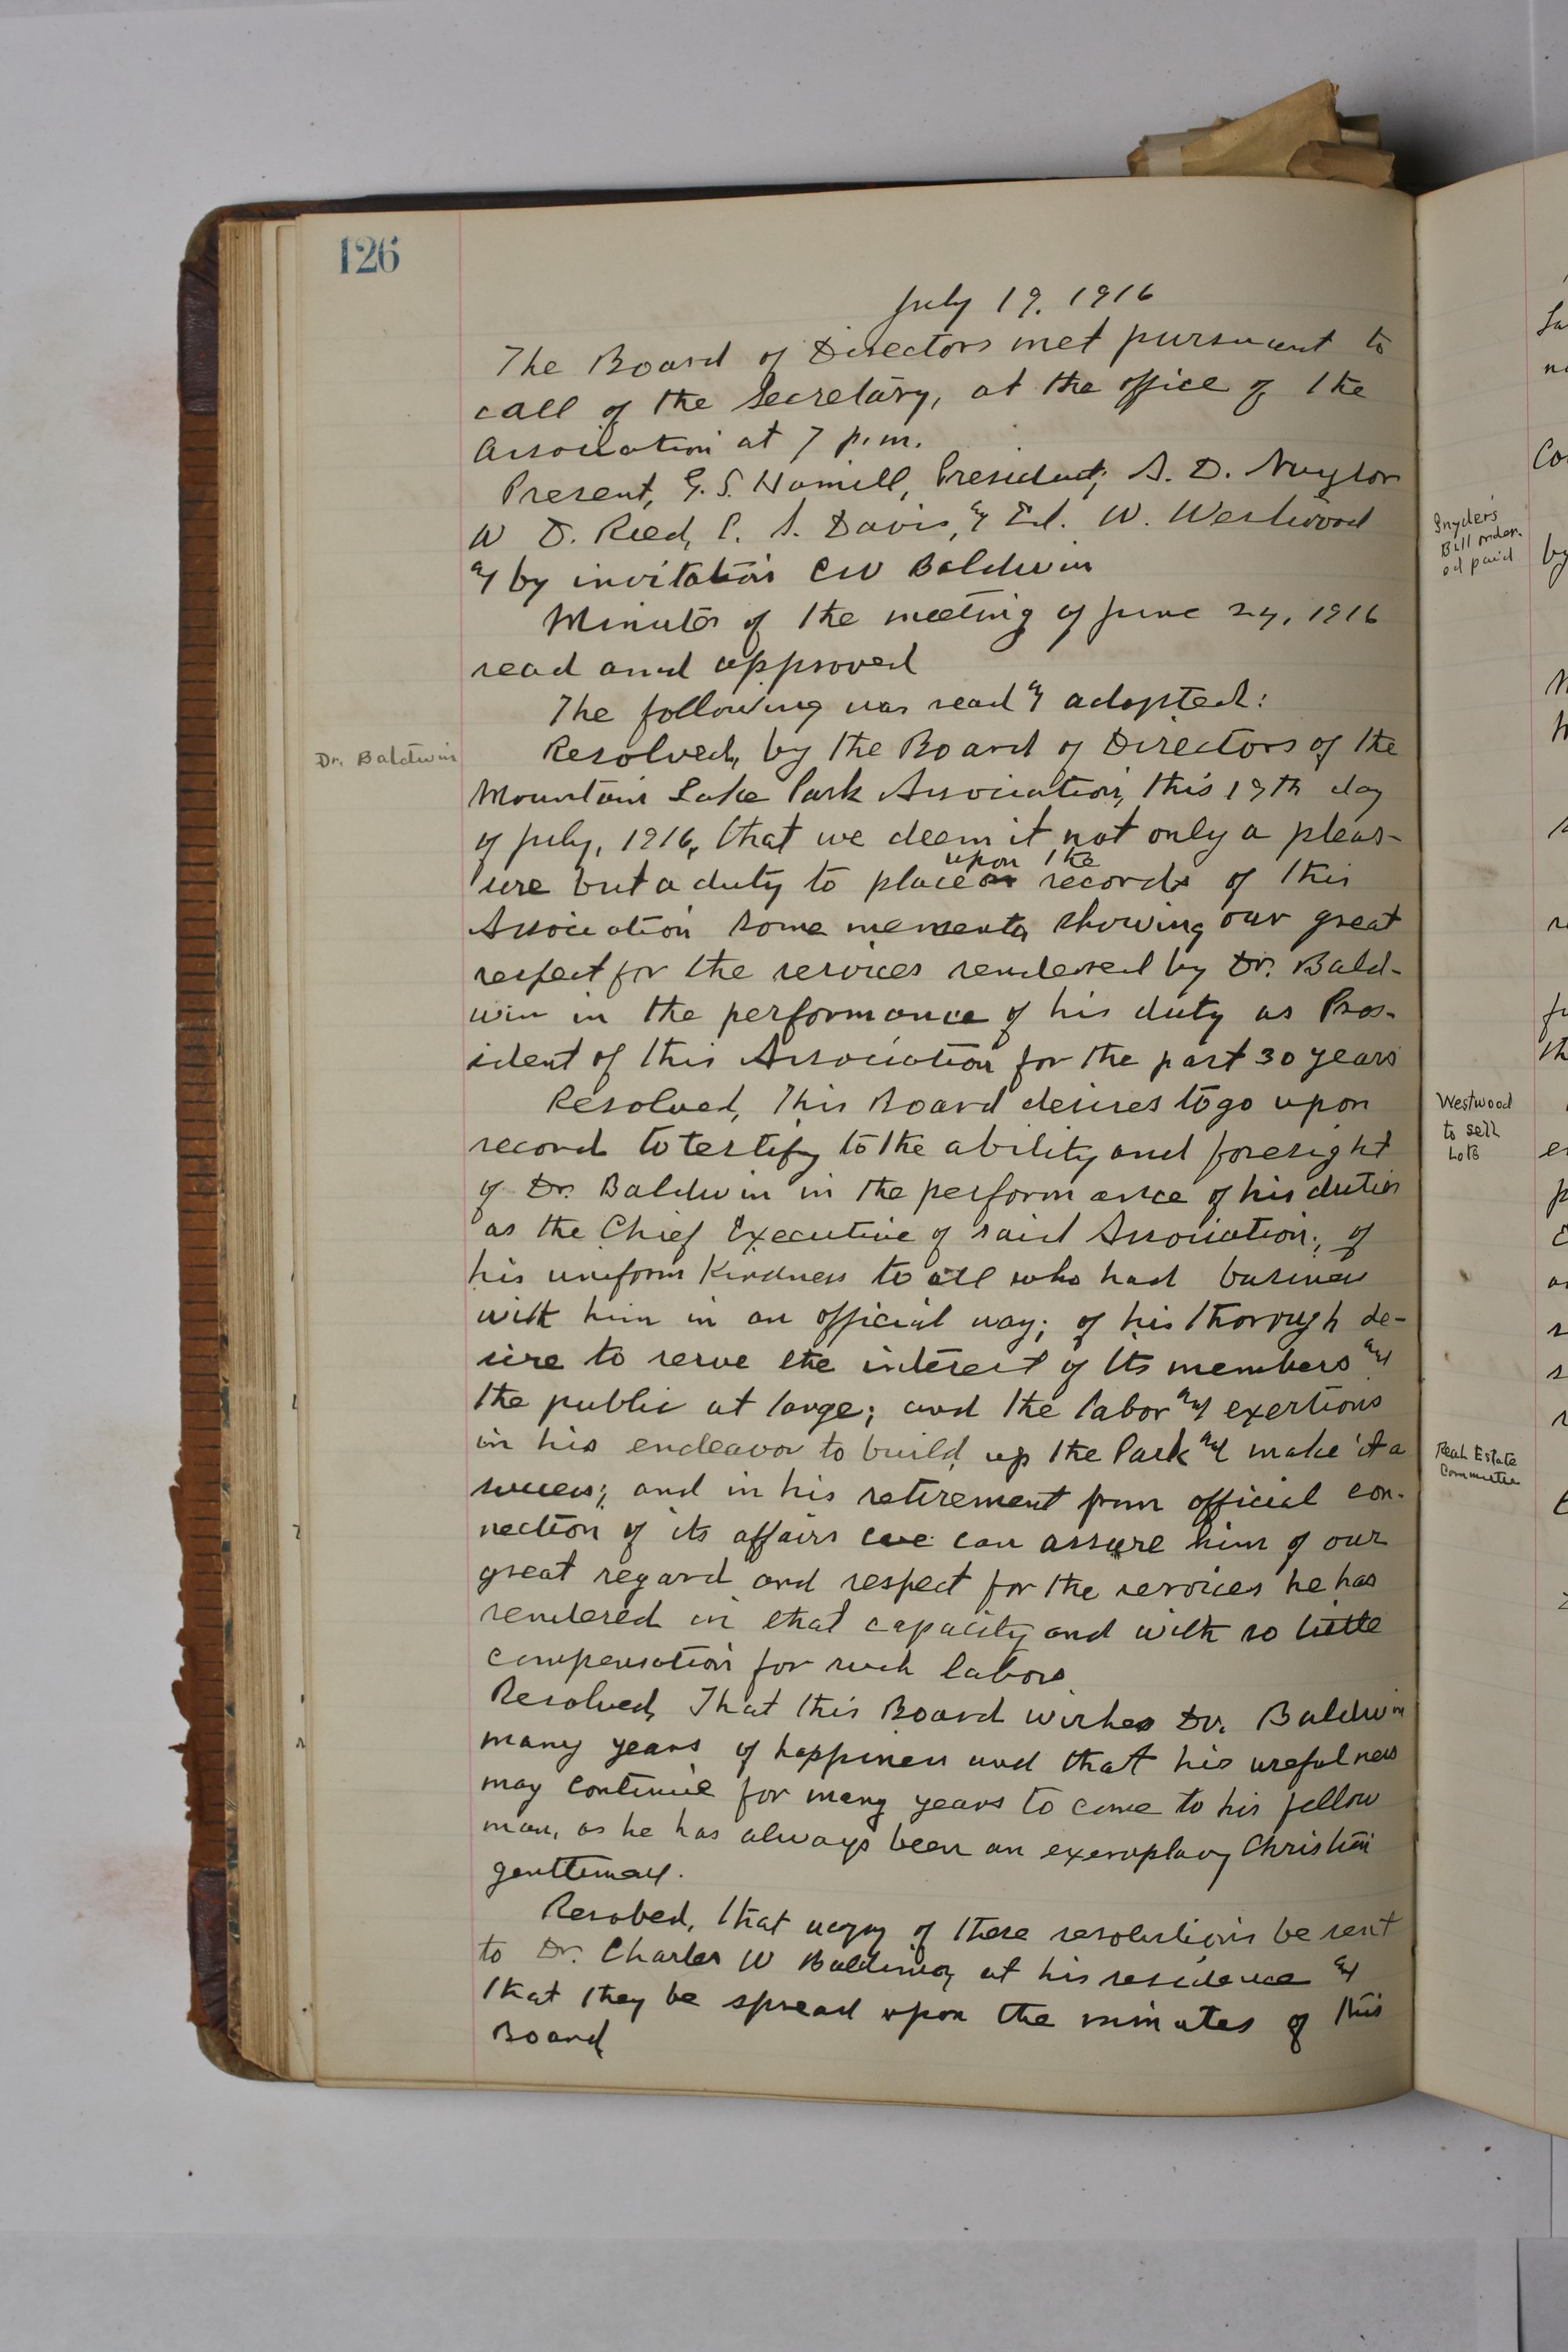 126
July 19. 1916
The Board of Directors met pursuant to
call of the Secretary, at the office of the
Association at 7 p.m.
Present, G. S. Hamill, President; S. D. Naylor
W D. Reed, C. S. Davis, & Ed. W. Westwood
& by invitation CW Baldwin
Minutes of the meeting of June 24, 1916
read and approved
The following was read & adopted:
Dr. Baldwin
Resolved, by the Board of Directors of the
Mountain Lake Park Association, this 19th day
of July, 1916, that we deem it not only a pleas-
ure but a duty to place upon the records of this
Association some memento, showing our great
respect for the services rendered by Dr. Bald-
win in the performance of his duty as Pres-
ident of this Association for the past 30 years
Resolved, This Board desires to go upon
record to testify to the ability and foresight
of Dr. Baldwin in the performance of his duties
as the Chief Executive of said Association; of
his uniform Kindness to all who had business
with him in an official way; of his thorough de-
sire to serve the interest of its members and
the public at large; and the labor and exertions
in his endeavor to build up the Park and make it a
success; and in his retirement from official con-
nection of its affairs we can assure him of our
great regard and respect for the services he has
rendered in that capacity and with so little
compensation for such labors
Resolved, That this Board wishes Dr. Baldwin
many years of happiness and that his usefulness
may continue for many years to come to his fellow
man, as he has always been an exemplary Christian
gentleman.
Resolved, that a copy of these resolutions be sent
to Dr. Charles W Baldwin, at his residence &
that they be spread upon the minutes of this
Board
Snyder's
Bill order-
ed paid
Westwood
to sell
Lots
Real Estate
Committee